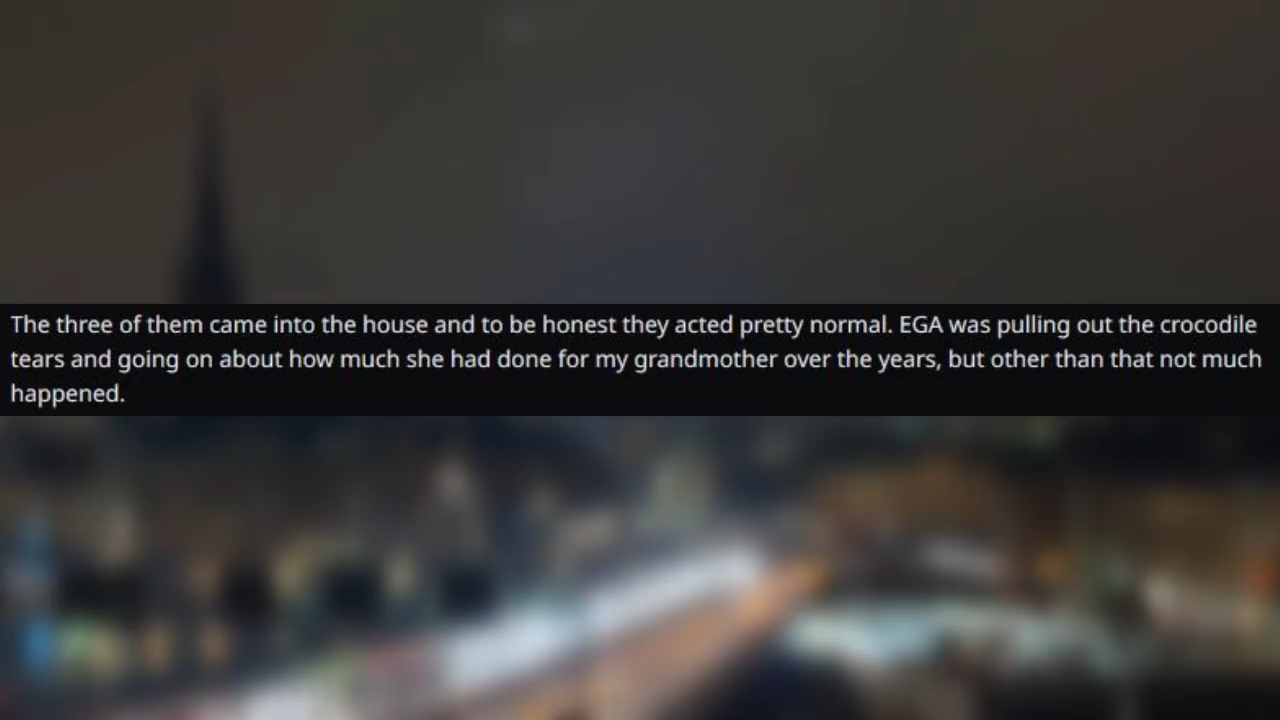 The three of them came into the house and to be honest they acted pretty normal. EGA was pulling out the crocodile
tears and going on about how much she had done for my grandmother over the years, but other than that not much
happened.